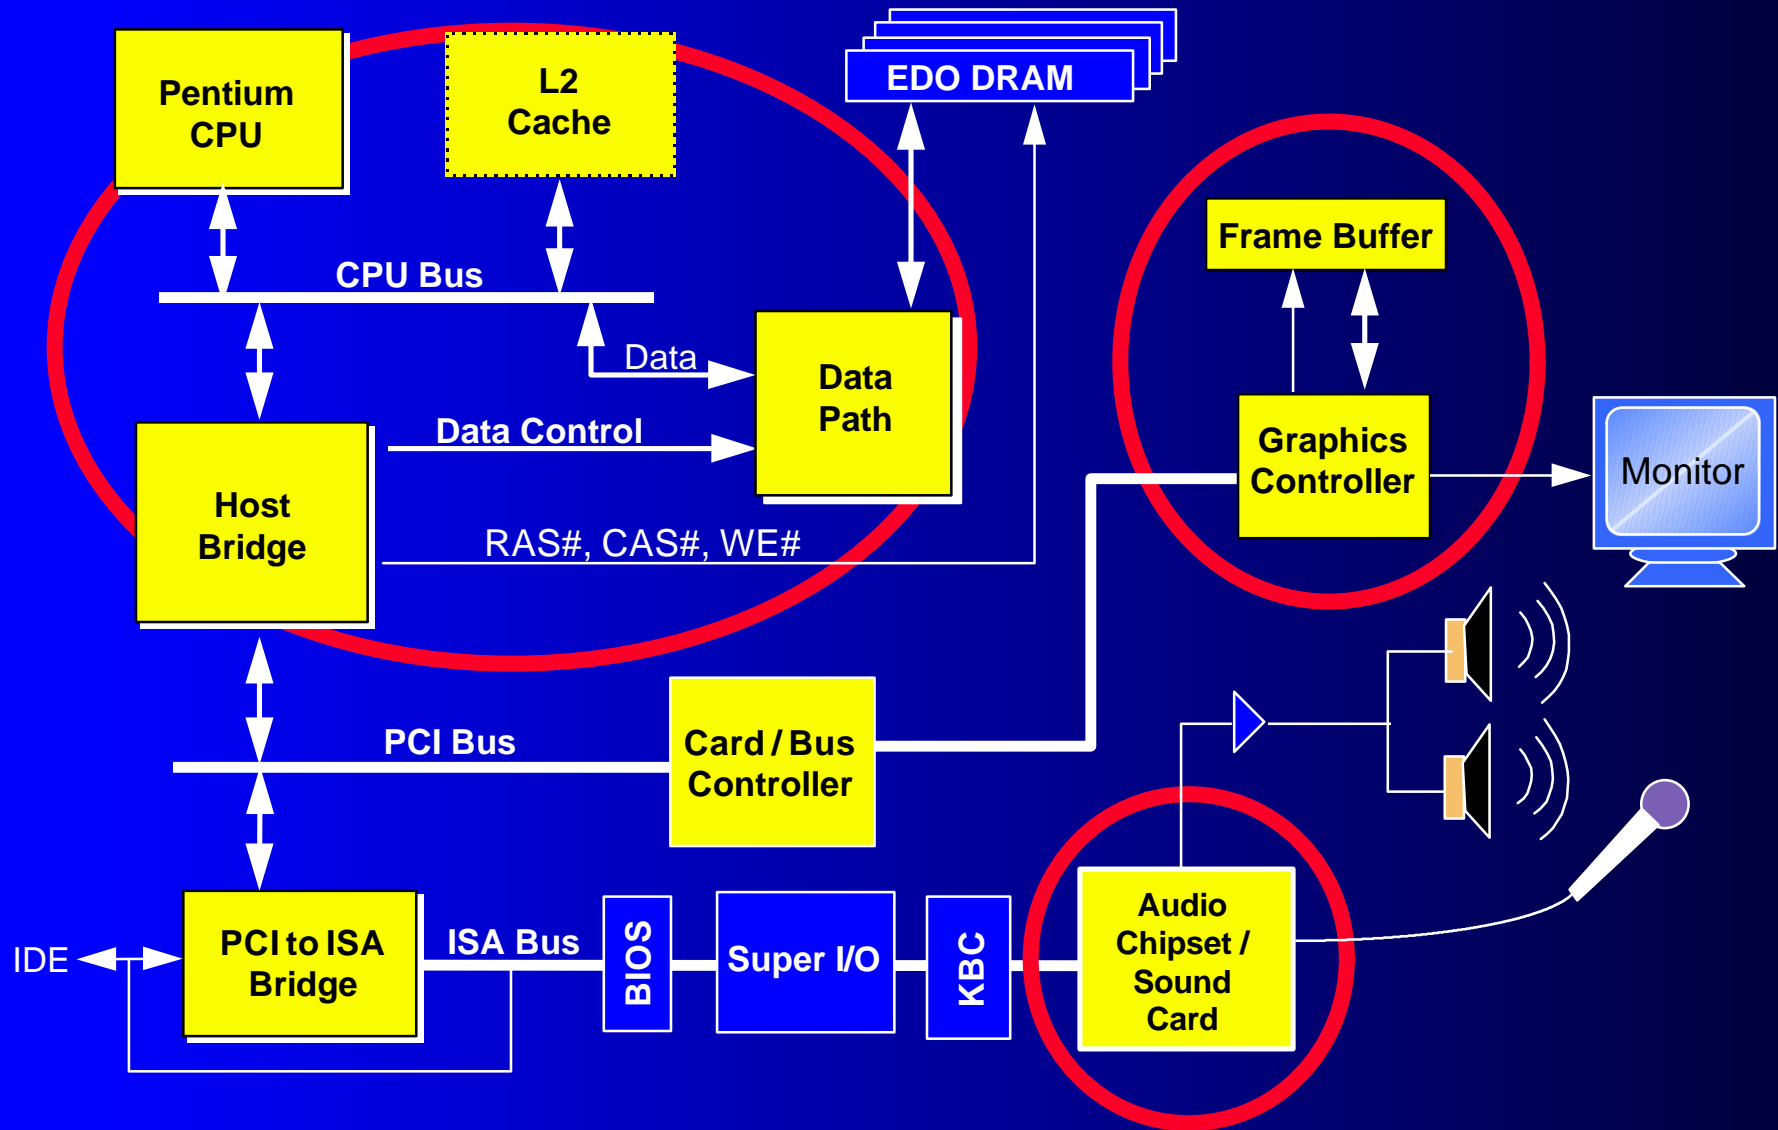 Pentium
CPU
L2
Cache
EDO DRAM
Frame Buffer
CPU Bus
Data
Data
Path
Data Control
Graphics
Controller
Monitor
Host
Bridge
RAS#, CAS#, WE#
PCI Bus
Card / Bus
Controller
IDE
PCI to ISA
Bridge
ISA Bus
BIOS
Super I/O
KBC
Audio
Chipset /
Sound
Card